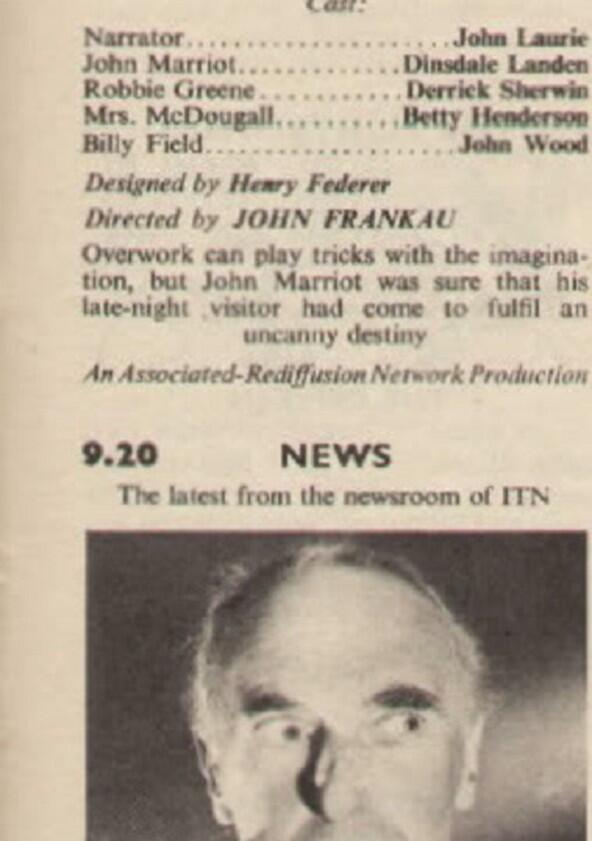 Cast:
Narrator......................John Laurie
John Marriot.............Dinsdale Landen
Robbie Greene............Derrick Sherwin
Mrs. McDougall..........Betty Henderson
Billy Field....................John Wood
Designed by Henry Federer
Directed by JOHN FRANKAU
Overwork can play tricks with the imagina-
tion, but John Marriot was sure that his
late-night visitor had come to fulfil an
uncanny destiny
An Associated-Rediffusion Network Production
9.20 NEWS
The latest from the newsroom of ITN